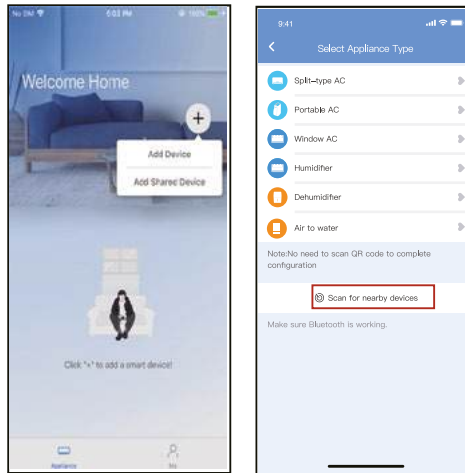 No SIM
6:03 PM
100%
Welcome Home
+
Add Device
Add Shared Device
Click "+" to add a smart device!
Appliance
Me
9:41
Select Appliance Type
Split-type AC
Portable AC
Window AC
Humidifier
Dehumidifier
Air to water
Note:No need to scan QR code to complete
configuration
Scan for nearby devices
Make sure Bluetooth is working.